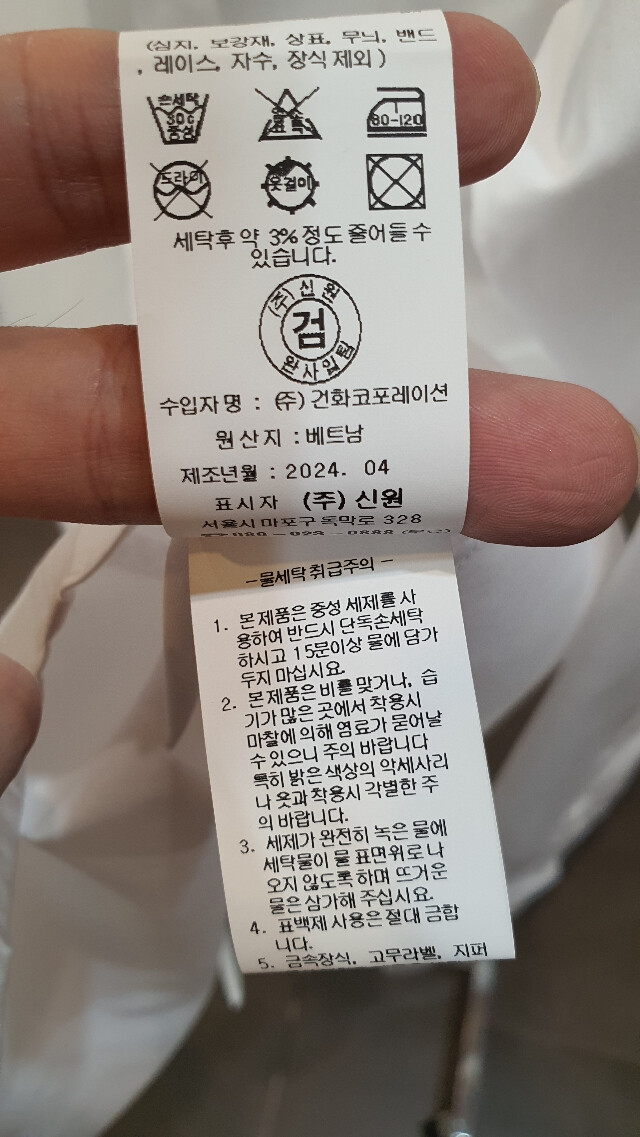 (심지, 보강재, 상표, 무늬, 밴드
, 레이스, 자수, 장식 제외)
손세탁
30℃
중성
염소
표백
80-120
드라이
옷걸이
세탁후 약 3% 정도 줄어들 수
있습니다.
(주)신원
검
완사입팀
수입자명 : (주) 건화코포레이션
원산지 : 베트남
제조년월 : 2024. 04
표시자 (주) 신원
서울시 마포구 독막로 328
-물세탁 취급주의-
1. 본 제품은 중성 세제를 사
용하여 반드시 단독손세탁
하시고 15분이상 물에 담가
두지 마십시요.
2. 본 제품은 비를 맞거나, 습
기가 많은 곳에서 착용시
마찰에 의해 염료가 묻어날
수 있으니 주의 바랍니다
특히 밝은 색상의 악세사리
나 옷과 착용시 각별한 주
의 바랍니다.
3. 세제가 완전히 녹은 물에
세탁물이 물 표면위로 나
오지 않도록 하며 뜨거운
물은 삼가해 주십시요.
4. 표백제 사용은 절대 금합
니다.
5. 금속장식, 고무라벨, 지퍼